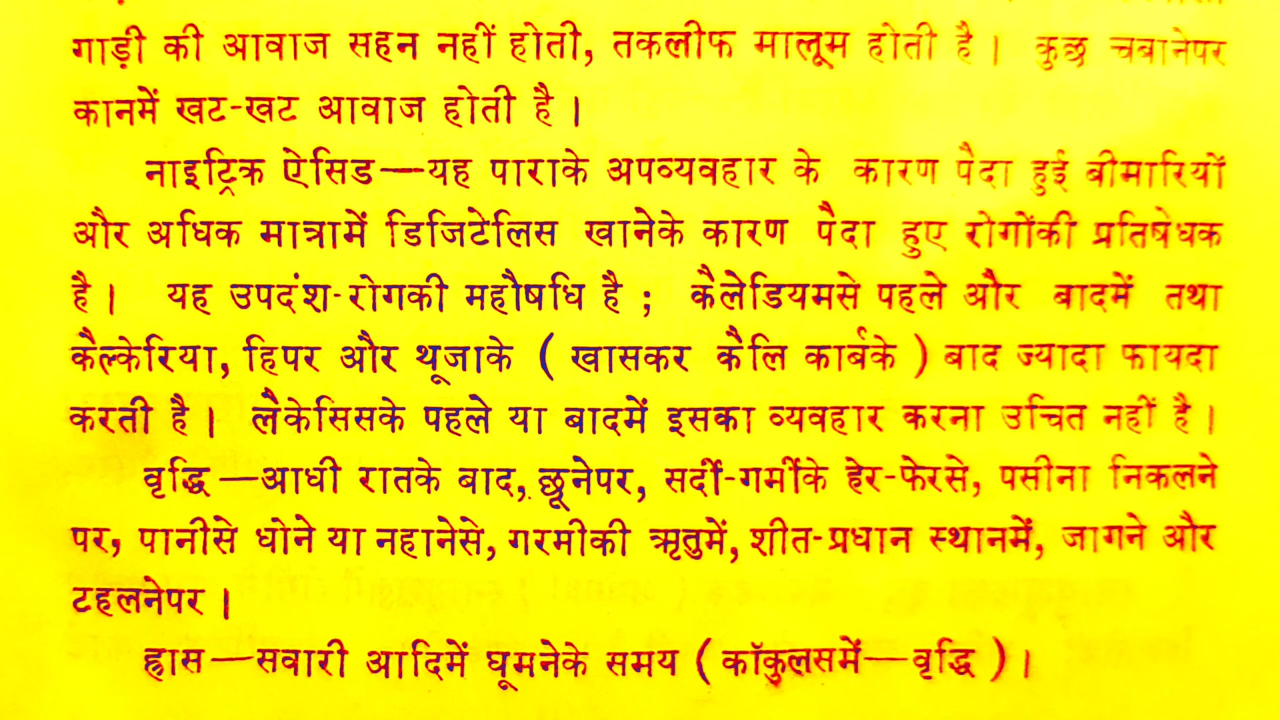 गाड़ी की आवाज सहन नहीं होती, तकलीफ मालूम होती है। कुछ चबानेपर
कानमें खट-खट आवाज होती है।
नाइट्रिक ऐसिड—यह पाराके अपव्यवहार के कारण पैदा हुई बीमारियों
और अधिक मात्रामें डिजिटेलिस खानेके कारण पैदा हुए रोगोंकी प्रतिषेधक
है। यह उपदंश-रोगकी महौषधि है ; कैलेडियमसे पहले और बादमें तथा
कैल्केरिया, हिपर और थूजाके ( खासकर कैलि कार्बके ) बाद ज्यादा फायदा
करती है। लैकेसिसके पहले या बादमें इसका व्यवहार करना उचित नहीं है।
वृद्धि—आधी रातके बाद, छूनेपर, सर्दी-गर्मीके हेर-फेरसे, पसीना निकलने
पर, पानीसे धोने या नहानेसे, गरमीकी ऋतुमें, शीत-प्रधान स्थानमें, जागने और
टहलनेपर।
ह्रास—सवारी आदिमें घूमनेके समय ( कॉकुलसमें—वृद्धि )।